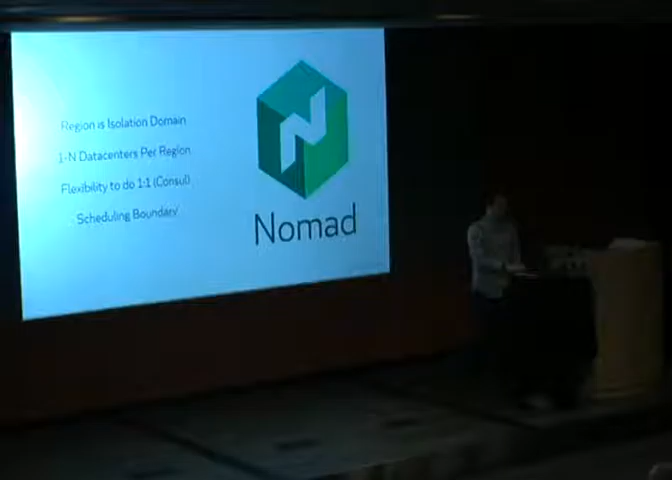 Region is Isolation Domain
1-N Datacenters Per Region
Flexibility to do 1:1 (Consul)
Scheduling Boundary
Nomad